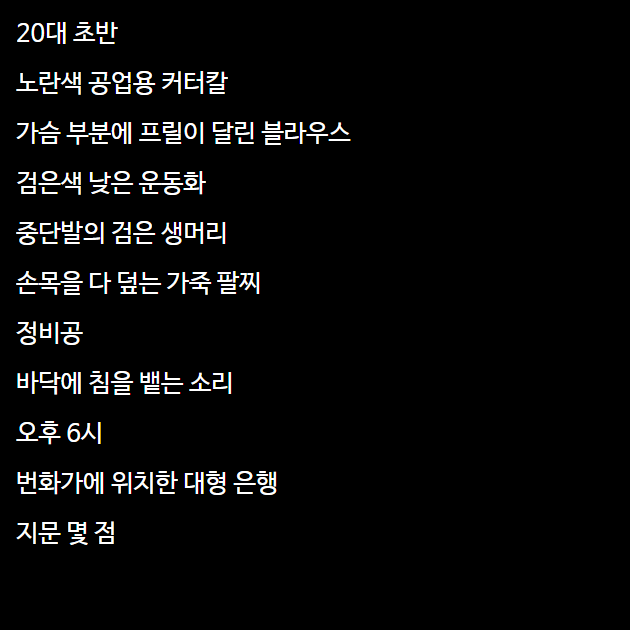 20대 초반
노란색 공업용 커터칼
가슴 부분에 프릴이 달린 블라우스
검은색 낮은 운동화
중단발의 검은 생머리
손목을 다 덮는 가죽 팔찌
정비공
바닥에 침을 뱉는 소리
오후 6시
번화가에 위치한 대형 은행
지문 몇 점